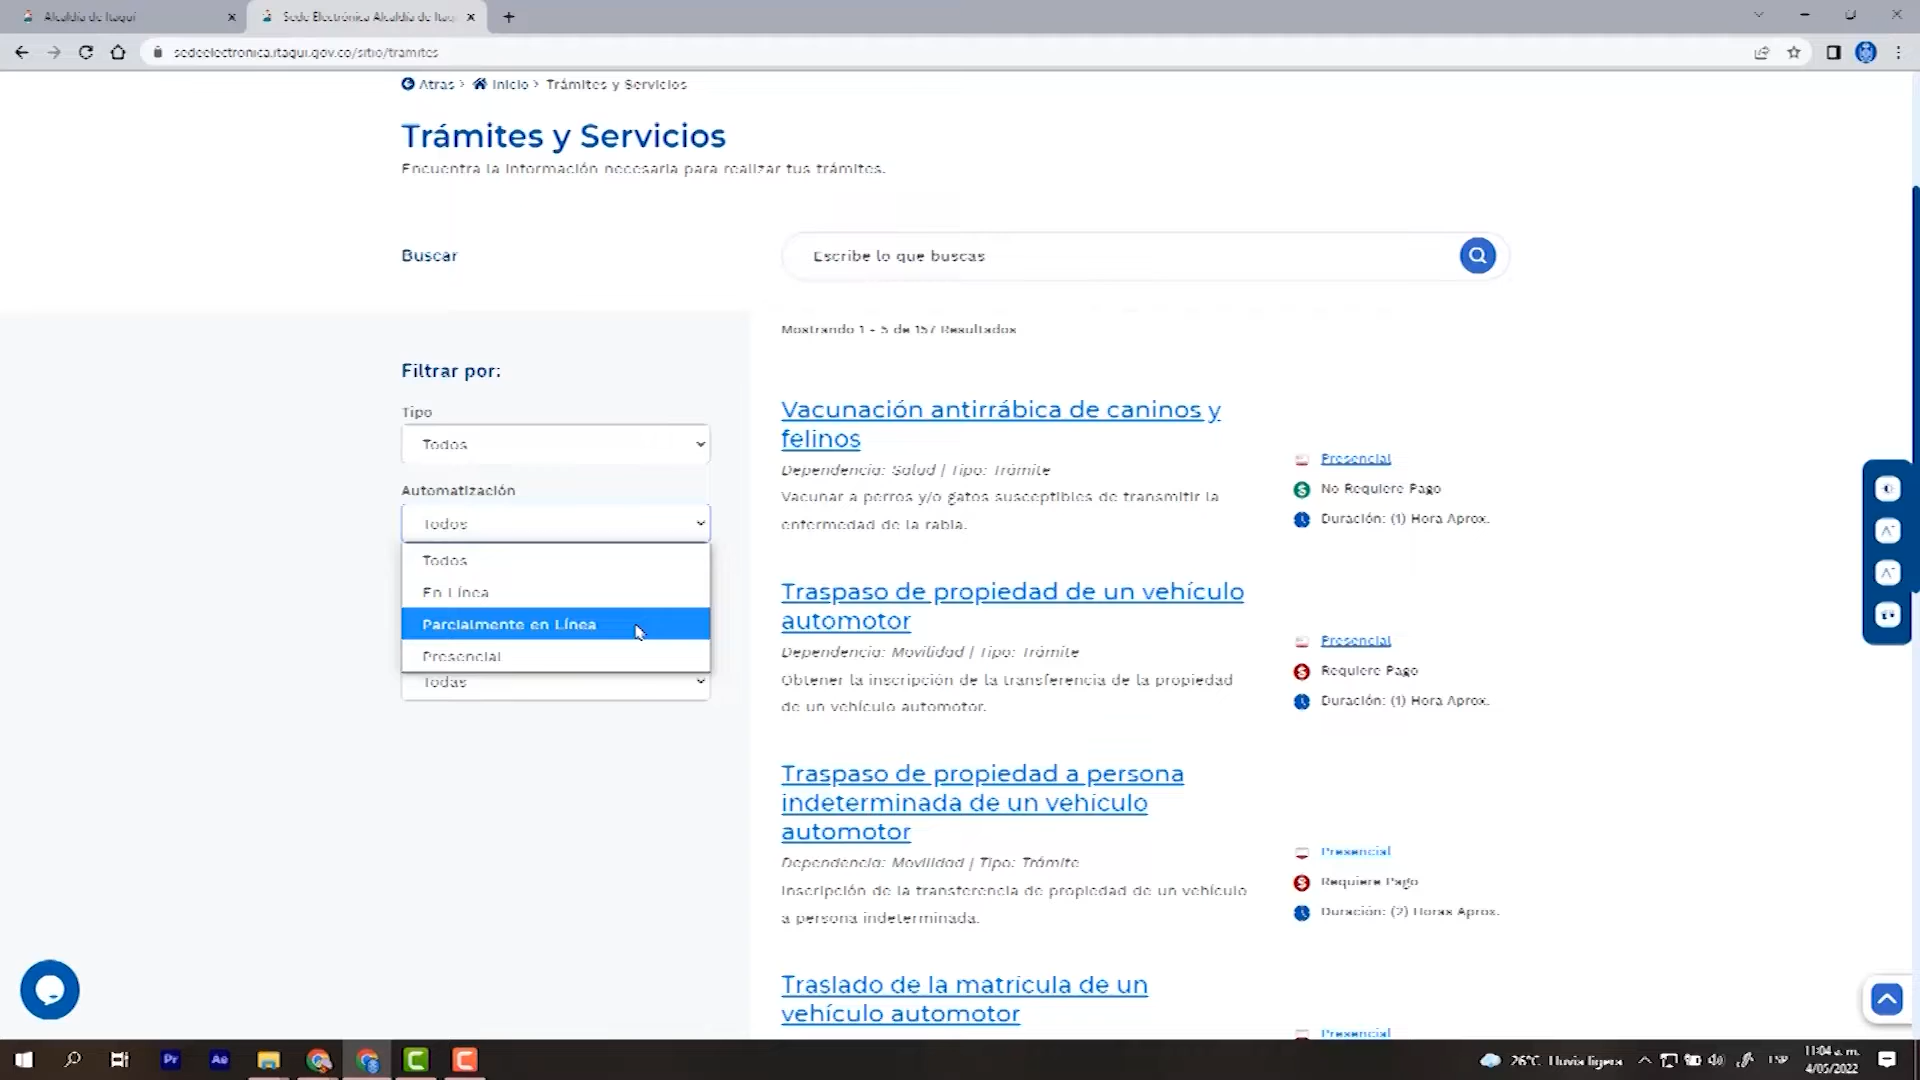 Alcaldía de Itagüí
Sede Electrónica Alcaldía de Itag
sedeelectronica.itagui.gov.co/sitio/tramites
Atras > Inicio > Trámites y Servicios
Trámites y Servicios
Encuentra la información necesaria para realizar tus trámites.
Buscar
Escribe lo que buscas
Mostrando 1 - 5 de 157 Resultados
Filtrar por:
Tipo
Todos
Automatización
Todos
Todos
En Línea
Parcialmente en Línea
Presencial
Todas
Vacunación antirrábica de caninos y
felinos
Dependencia: Salud | Tipo: Trámite
Vacunar a perros y/o gatos susceptibles de transmitir la
enfermedad de la rabia.
Presencial
No Requiere Pago
Duración: (1) Hora Aprox.
Traspaso de propiedad de un vehículo
automotor
Dependencia: Movilidad | Tipo: Trámite
Obtener la inscripción de la transferencia de la propiedad
de un vehículo automotor.
Presencial
Requiere Pago
Duración: (1) Hora Aprox.
Traspaso de propiedad a persona
indeterminada de un vehículo
automotor
Dependencia: Movilidad | Tipo: Trámite
Inscripción de la transferencia de propiedad de un vehículo
a persona indeterminada.
Presencial
Requiere Pago
Duración: (2) Horas Aprox.
Traslado de la matrícula de un
vehículo automotor
Presencial
Pr
Ae
26°C Lluvia ligera
ESP
11:04 a. m.
4/05/2022